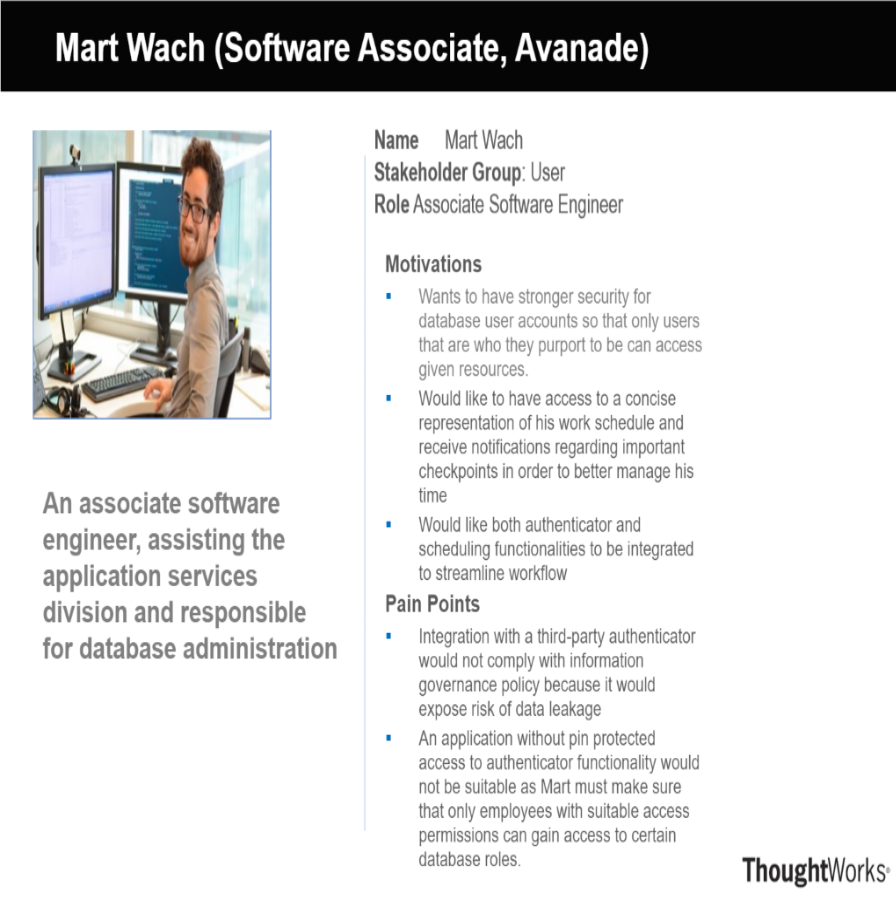 Mart Wach (Software Associate, Avanade)
Name Mart Wach
Stakeholder Group: User
Role Associate Software Engineer
Motivations
▪ Wants to have stronger security for
database user accounts so that only users
that are who they purport to be can access
given resources.
▪ Would like to have access to a concise
representation of his work schedule and
receive notifications regarding important
checkpoints in order to better manage his
time
▪ Would like both authenticator and
scheduling functionalities to be integrated
to streamline workflow
Pain Points
▪ Integration with a third-party authenticator
would not comply with information
governance policy because it would
expose risk of data leakage
▪ An application without pin protected
access to authenticator functionality would
not be suitable as Mart must make sure
that only employees with suitable access
permissions can gain access to certain
database roles.
An associate software
engineer, assisting the
application services
division and responsible
for database administration
ThoughtWorks®